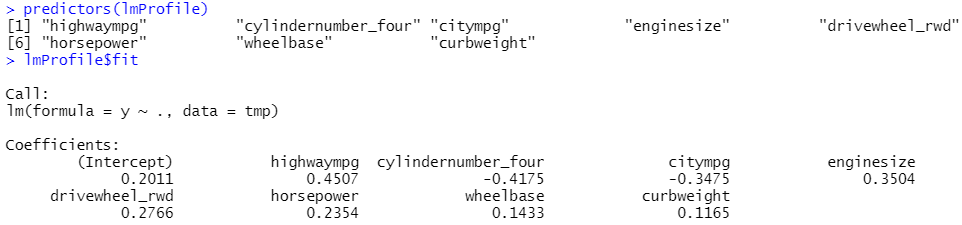 > predictors(lmProfile)
[1] "highwaympg" "cylindernumber_four" "citympg" "enginesize" "drivewheel_rwd"
[6] "horsepower" "wheelbase" "curbweight"
> lmProfile$fit
Call:
lm(formula = y ~ ., data = tmp)
Coefficients:
(Intercept) highwaympg cylindernumber_four citympg enginesize
0.2011 0.4507 -0.4175 -0.3475 0.3504
drivewheel_rwd horsepower wheelbase curbweight
0.2766 0.2354 0.1433 0.1165